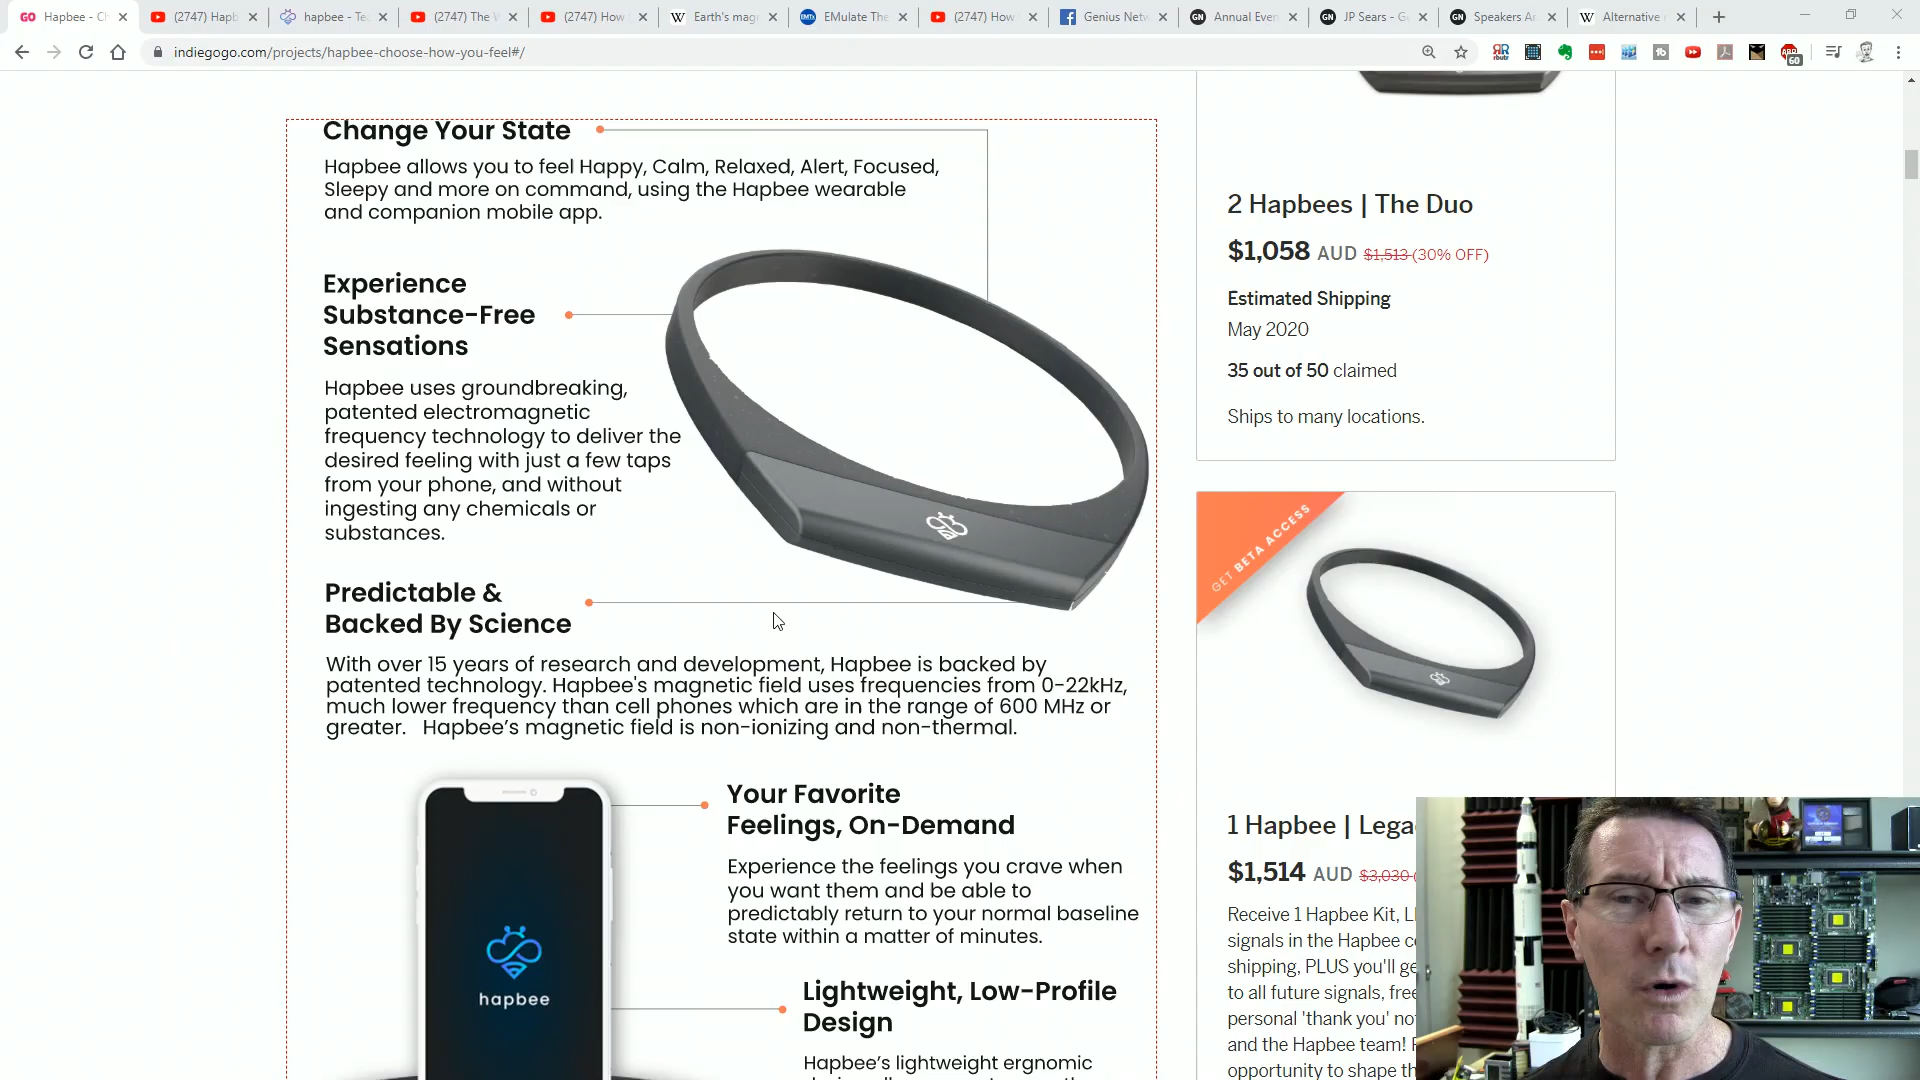 Hapbee - Ch
(2747) Hapb
hapbee - Te
(2747) The W
(2747) How
Earth's magn
EMulate The
(2747) How
Genius Netw
Annual Even
JP Sears - G
Speakers Ar
Alternative
indiegogo.com/projects/hapbee-choose-how-you-feel#/
Change Your State
Hapbee allows you to feel Happy, Calm, Relaxed, Alert, Focused,
Sleepy and more on command, using the Hapbee wearable
and companion mobile app.
Experience
Substance-Free
Sensations
Hapbee uses groundbreaking,
patented electromagnetic
frequency technology to deliver the
desired feeling with just a few taps
from your phone, and without
ingesting any chemicals or
substances.
Predictable &
Backed By Science
With over 15 years of research and development, Hapbee is backed by
patented technology. Hapbee's magnetic field uses frequencies from 0-22kHz,
much lower frequency than cell phones which are in the range of 600 MHz or
greater. Hapbee's magnetic field is non-ionizing and non-thermal.
hapbee
Your Favorite
Feelings, On-Demand
Experience the feelings you crave when
you want them and be able to
predictably return to your normal baseline
state within a matter of minutes.
Lightweight, Low-Profile
Design
Hapbee's lightweight ergnomic
2 Hapbees | The Duo
$1,058 AUD $1,513 (30% OFF)
Estimated Shipping
May 2020
35 out of 50 claimed
Ships to many locations.
GET BETA ACCESS
1 Hapbee | Lega
$1,514 AUD $3,030 (
Receive 1 Hapbee Kit, L
signals in the Hapbee c
shipping, PLUS you'll ge
to all future signals, free
personal 'thank you' no
and the Hapbee team!
opportunity to shape th